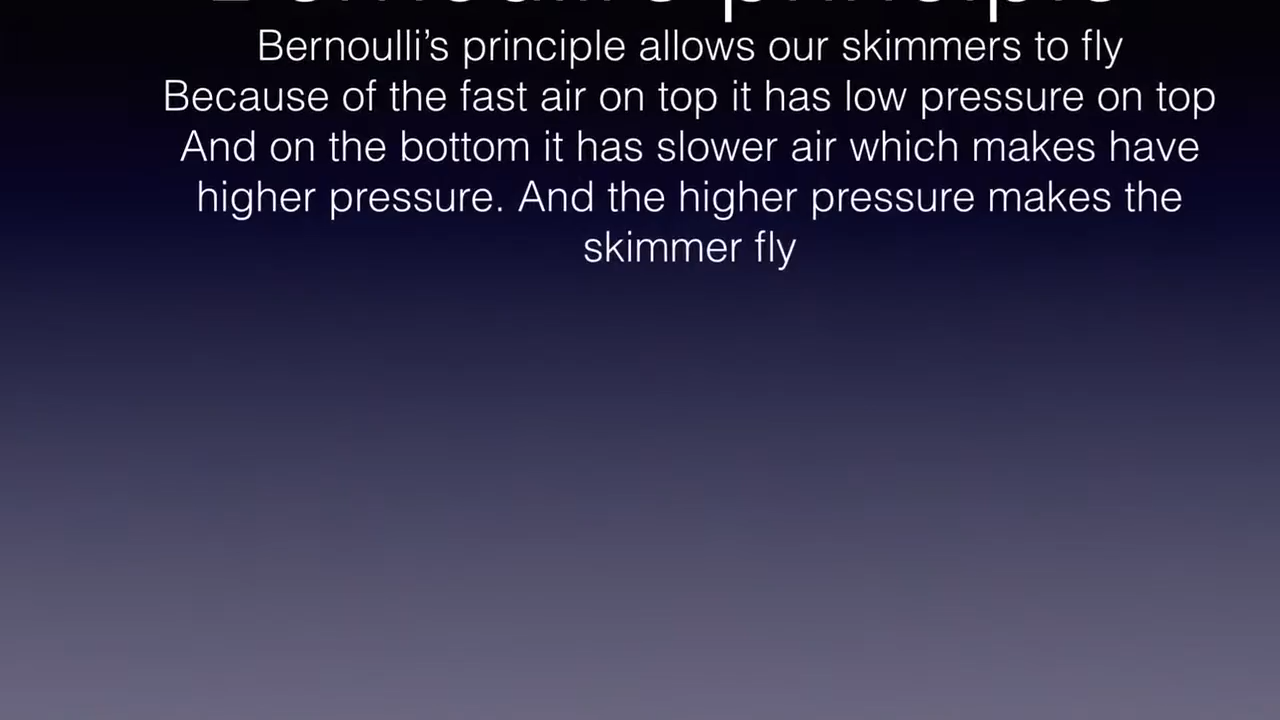 Bernoulli's principle
Bernoulli’s principle allows our skimmers to fly
Because of the fast air on top it has low pressure on top
And on the bottom it has slower air which makes have
higher pressure. And the higher pressure makes the
skimmer fly